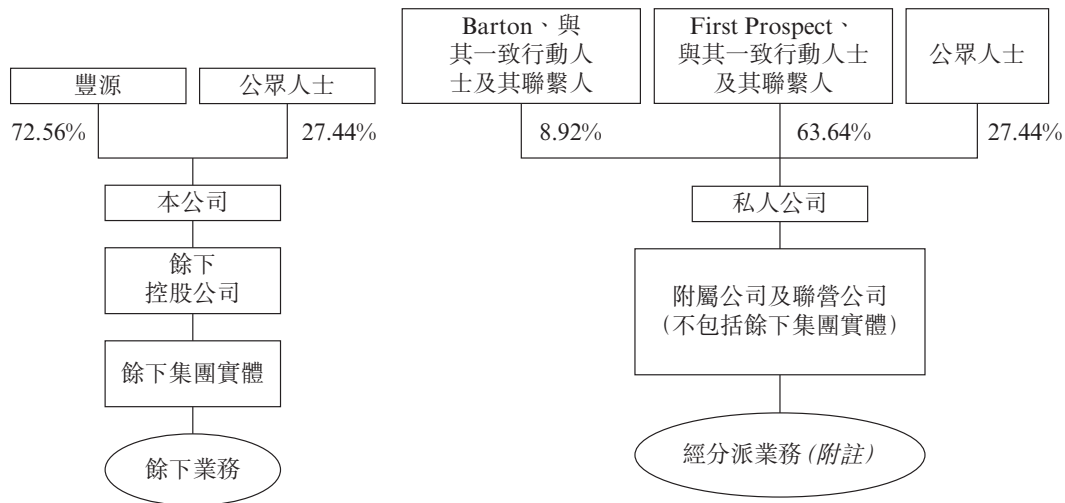 豐源
公眾人士
72.56%
27.44%
本公司
餘下
控股公司
餘下集團實體
餘下業務
Barton、與
其一致行動人
士及其聯繫人
First Prospect、
與其一致行動人士
及其聯繫人
公眾人士
8.92%
63.64%
27.44%
私人公司
附屬公司及聯營公司
(不包括餘下集團實體)
經分派業務(附註)